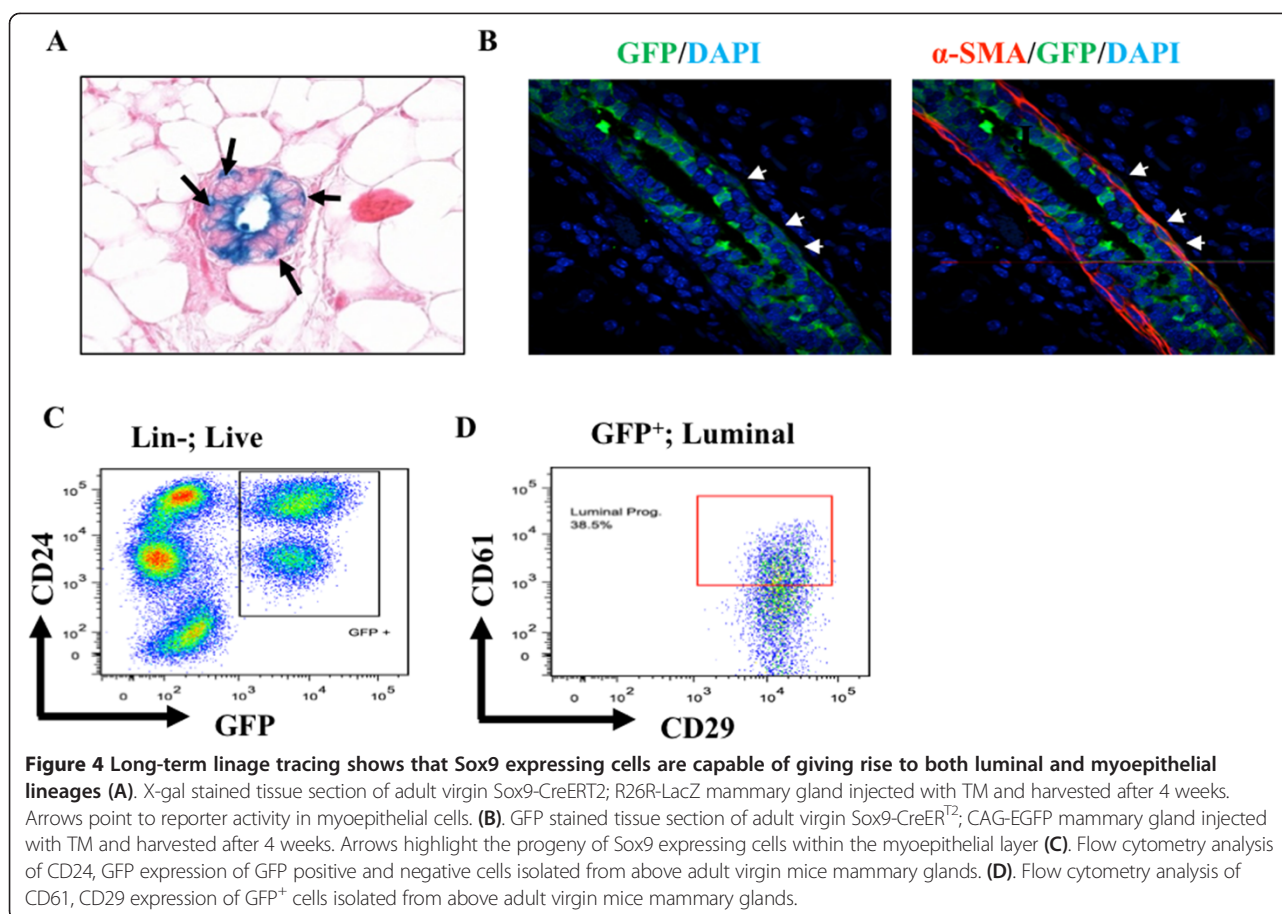 A
B
GFP/DAPI
α-SMA/GFP/DAPI
L
C
Lin-; Live
CD24
10⁵
10⁴
10³
10²
0
GFP +
0 10² 10³ 10⁴ 10⁵
GFP
D
GFP⁺; Luminal
CD61
10⁵
10⁴
10³
10²
0
Luminal Prog.
38.5%
0 10³ 10⁴ 10⁵
CD29
Figure 4 Long-term linage tracing shows that Sox9 expressing cells are capable of giving rise to both luminal and myoepithelial
lineages (A). X-gal stained tissue section of adult virgin Sox9-CreERT2; R26R-LacZ mammary gland injected with TM and harvested after 4 weeks.
Arrows point to reporter activity in myoepithelial cells. (B). GFP stained tissue section of adult virgin Sox9-CreERᵀ²; CAG-EGFP mammary gland injected
with TM and harvested after 4 weeks. Arrows highlight the progeny of Sox9 expressing cells within the myoepithelial layer (C). Flow cytometry analysis
of CD24, GFP expression of GFP positive and negative cells isolated from above adult virgin mice mammary glands. (D). Flow cytometry analysis of
CD61, CD29 expression of GFP⁺ cells isolated from above adult virgin mice mammary glands.